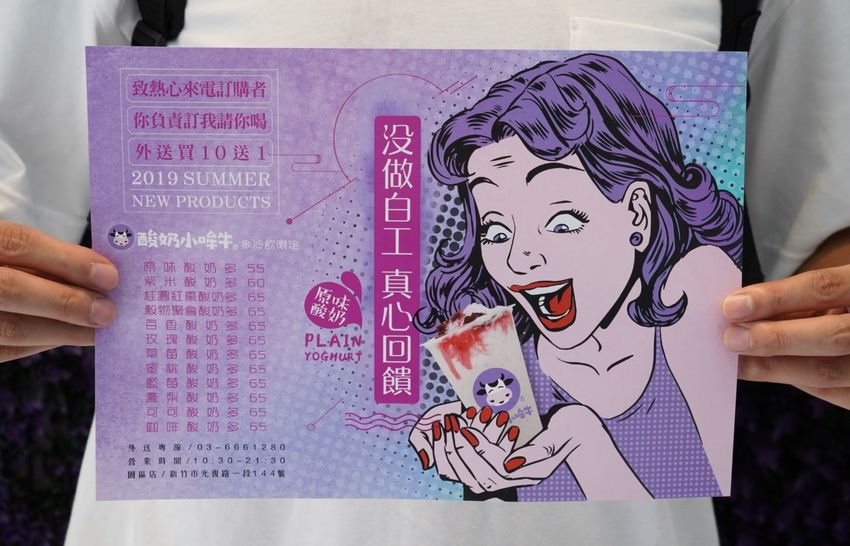 致熱心來電訂購者
你負責訂我請你喝
外送買10送1
2019 SUMMER
NEW PRODUCTS
酸奶小哞牛® ❄冷飲限定
原味酸奶多 55
紫米酸奶多 60
桂圓紅棗酸奶多 65
穀物聚會酸奶多 65
百香酸奶多 65
玫瑰酸奶多 65
草莓酸奶多 65
蜜桃酸奶多 65
藍莓酸奶多 65
鳳梨酸奶多 65
可可酸奶多 65
咖啡酸奶多 65
外送專線/03-6661280
營業時間/10:30-21:30
園區店/新竹市光復路一段144號
原味
酸奶
PLAIN
YOGHURT
没做白工 真心回饋
小哞牛